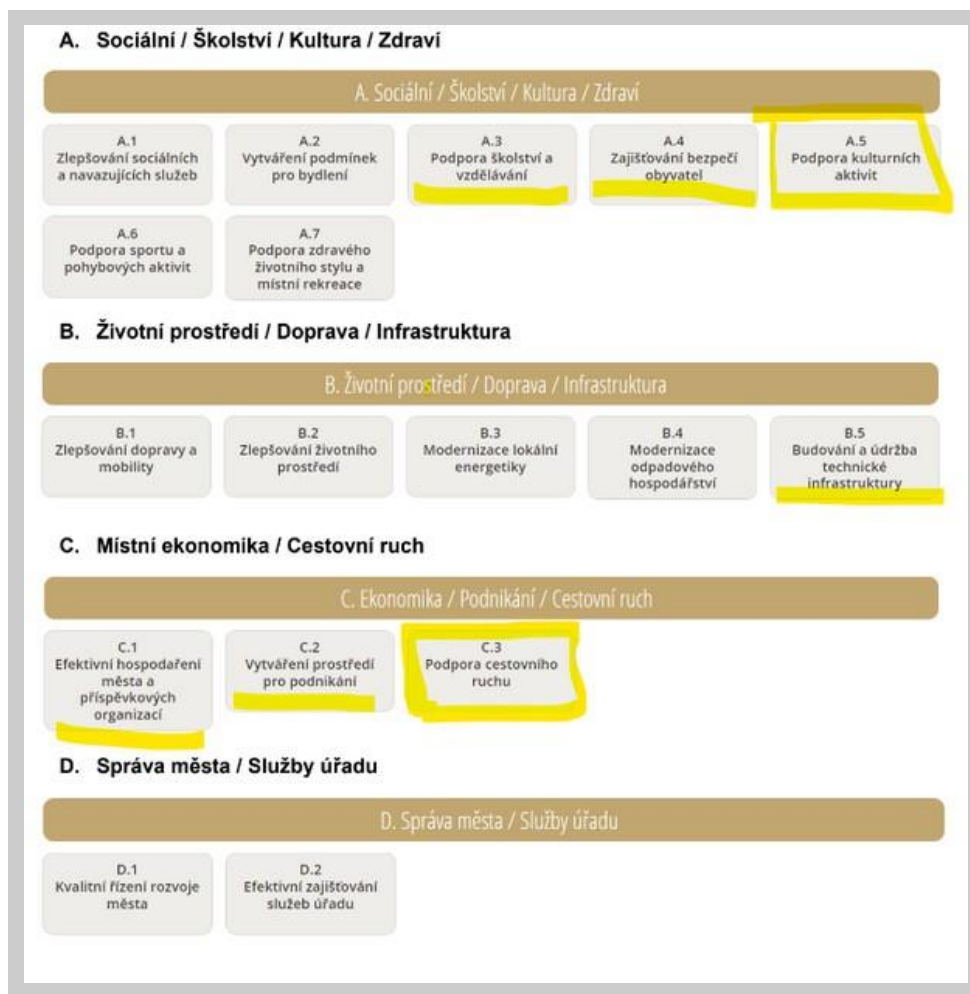 A. Sociální / Školství / Kultura / Zdraví
A. Sociální / Školství / Kultura / Zdraví
A.1
Zlepšování sociálních
a navazujících služeb
A.2
Vytváření podmínek
pro bydlení
A.3
Podpora školství a
vzdělávání
A.4
Zajišťování bezpečí
obyvatel
A.5
Podpora kulturních
aktivit
A.6
Podpora sportu a
pohybových aktivit
A.7
Podpora zdravého
životního stylu a
místní rekreace
B. Životní prostředí / Doprava / Infrastruktura
B. Životní prostředí / Doprava / Infrastruktura
B.1
Zlepšování dopravy a
mobility
B.2
Zlepšování životního
prostředí
B.3
Modernizace lokální
energetiky
B.4
Modernizace
odpadového
hospodářství
B.5
Budování a údržba
technické
infrastruktury
C. Místní ekonomika / Cestovní ruch
C. Ekonomika / Podnikání / Cestovní ruch
C.1
Efektivní hospodaření
města a
příspěvkových
organizací
C.2
Vytváření prostředí
pro podnikání
C.3
Podpora cestovního
ruchu
D. Správa města / Služby úřadu
D. Správa města / Služby úřadu
D.1
Kvalitní řízení rozvoje
města
D.2
Efektivní zajišťování
služeb úřadu